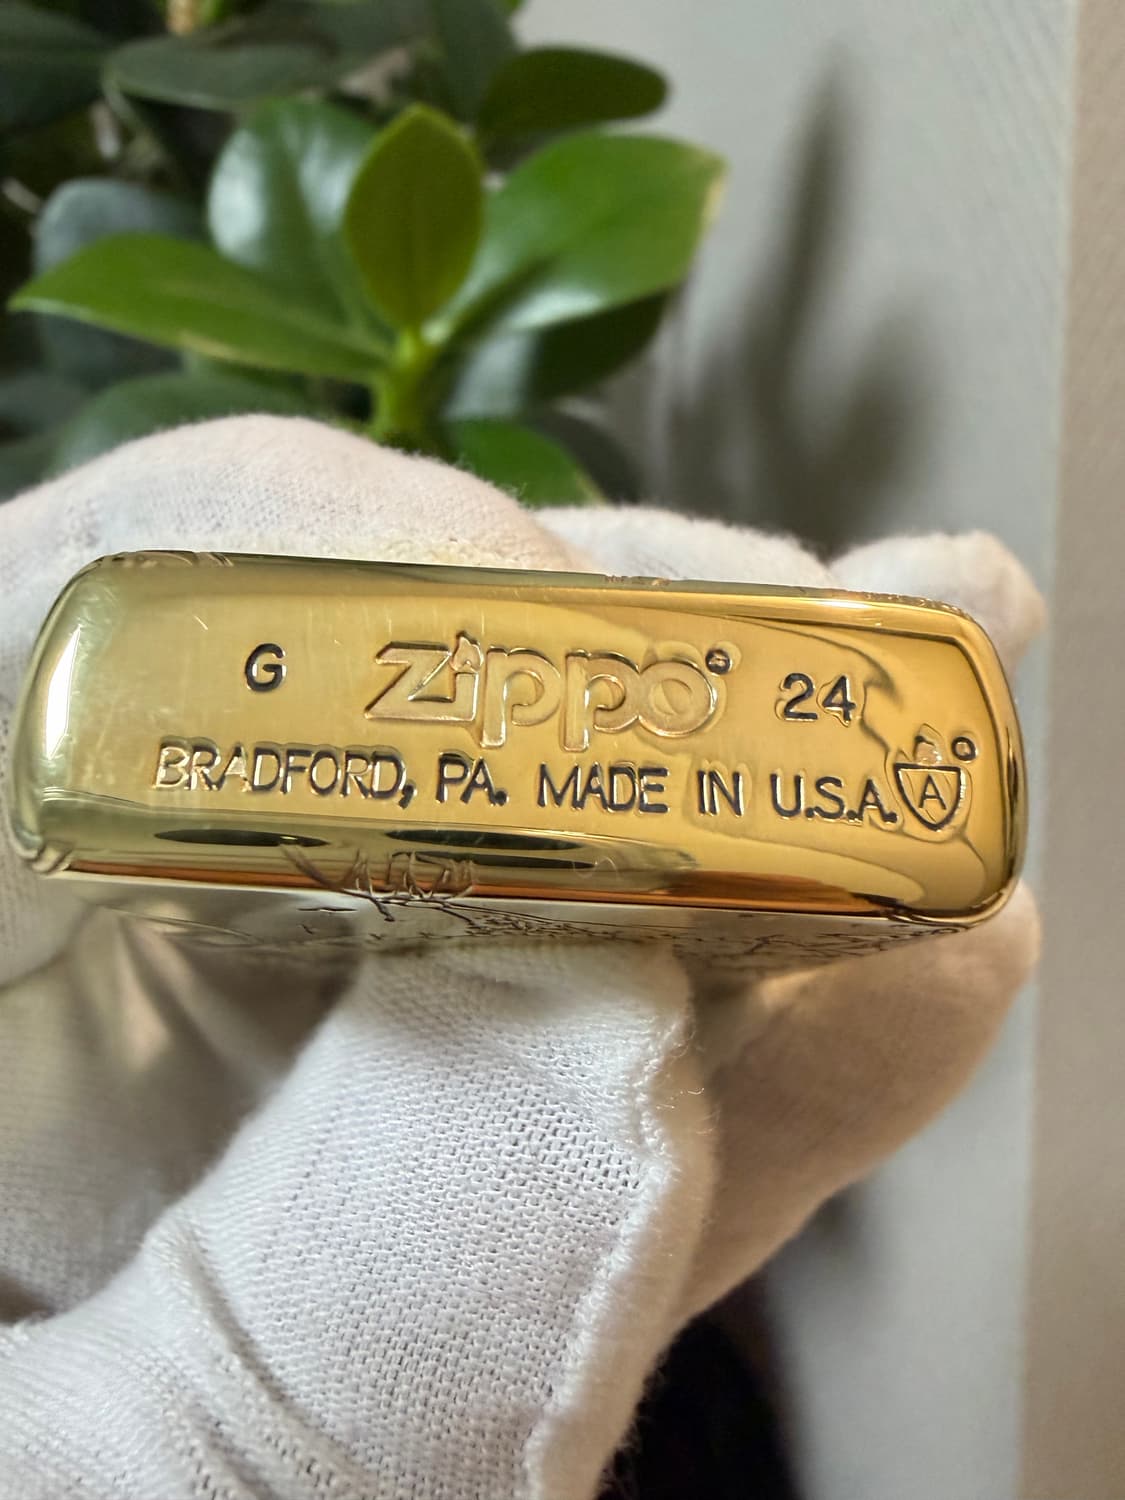 G zippo® 24
BRADFORD, PA. MADE IN U.S.A. A